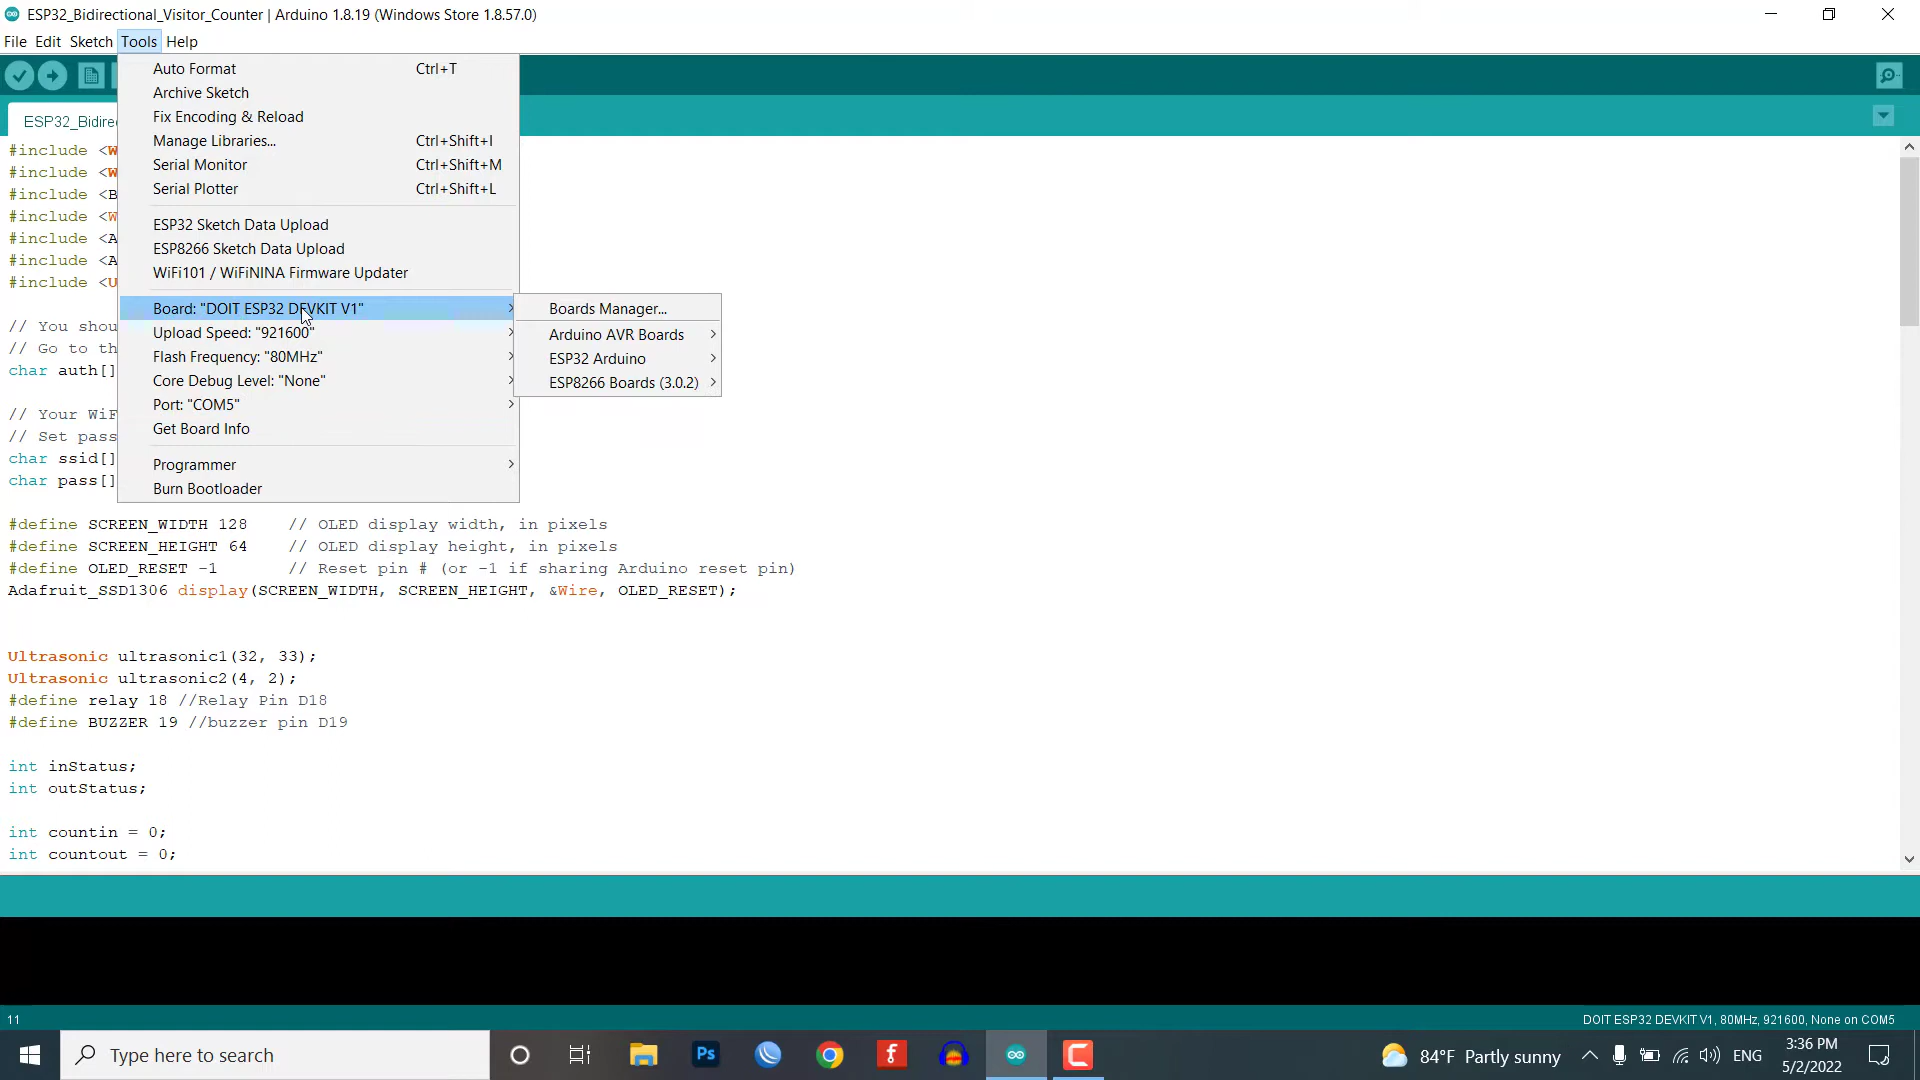 ESP32_Bidirectional_Visitor_Counter | Arduino 1.8.19 (Windows Store 1.8.57.0)
File Edit Sketch Tools Help
Auto Format Ctrl+T
Archive Sketch
Fix Encoding & Reload
Manage Libraries... Ctrl+Shift+I
Serial Monitor Ctrl+Shift+M
Serial Plotter Ctrl+Shift+L
ESP32 Sketch Data Upload
ESP8266 Sketch Data Upload
WiFi101 / WiFiNINA Firmware Updater
Board: "DOIT ESP32 DEVKIT V1"
Upload Speed: "921600"
Flash Frequency: "80MHz"
Core Debug Level: "None"
Port: "COM5"
Get Board Info
Programmer
Burn Bootloader
Boards Manager...
Arduino AVR Boards
ESP32 Arduino
ESP8266 Boards (3.0.2)
ESP32_Bidire
#include <W
#include <W
#include <B
#include <W
#include <A
#include <A
#include <U
// You shou
// Go to th
char auth[]
// Your WiF
// Set pass
char ssid[]
char pass[]
#define SCREEN_WIDTH 128 // OLED display width, in pixels
#define SCREEN_HEIGHT 64 // OLED display height, in pixels
#define OLED_RESET -1 // Reset pin # (or -1 if sharing Arduino reset pin)
Adafruit_SSD1306 display(SCREEN_WIDTH, SCREEN_HEIGHT, &Wire, OLED_RESET);
Ultrasonic ultrasonic1(32, 33);
Ultrasonic ultrasonic2(4, 2);
#define relay 18 //Relay Pin D18
#define BUZZER 19 //buzzer pin D19
int inStatus;
int outStatus;
int countin = 0;
int countout = 0;
11 DOIT ESP32 DEVKIT V1, 80MHz, 921600, None on COM5
Type here to search
Ps
84°F Partly sunny
ENG
3:36 PM
5/2/2022